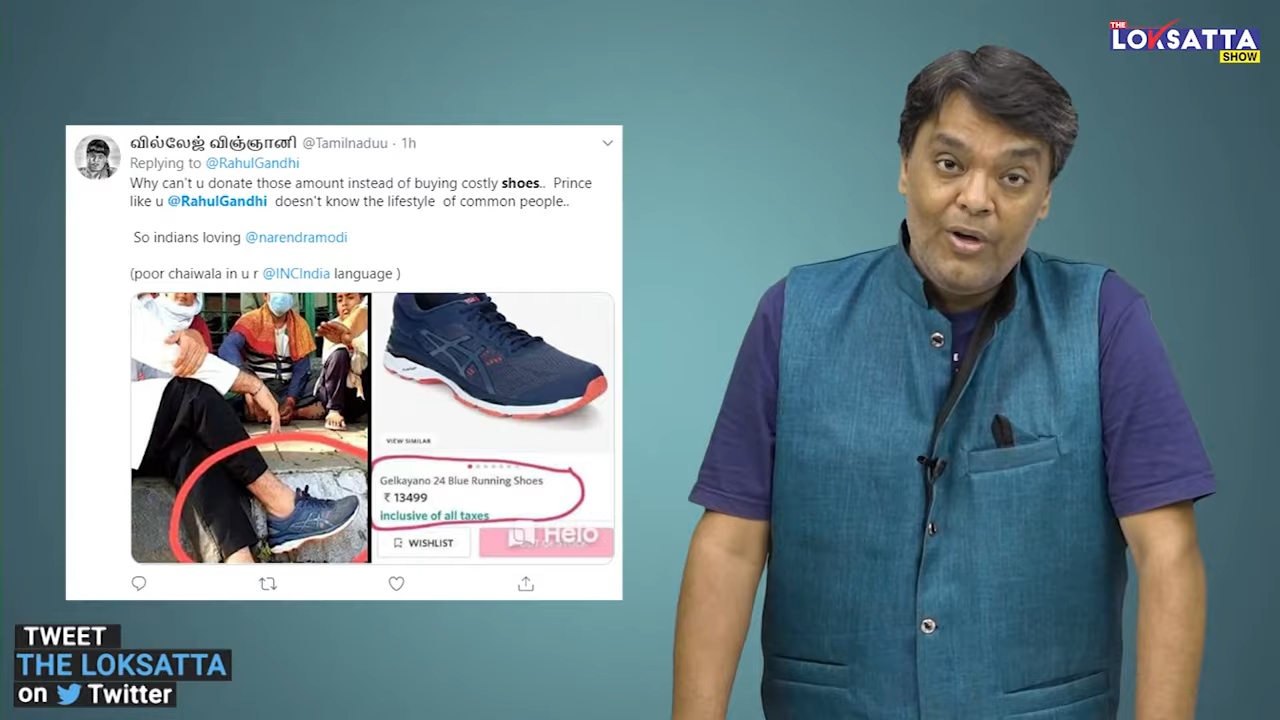 THE
LOKSATTA
SHOW
வில்லேஜ் விஞ்ஞானி @Tamilnaduu · 1h
Replying to @RahulGandhi
Why can't u donate those amount instead of buying costly shoes.. Prince
like u @RahulGandhi doesn't know the lifestyle of common people..
So indians loving @narendramodi
(poor chaiwala in u r @INCIndia language )
VIEW SIMILAR
Gelkayano 24 Blue Running Shoes
₹ 13499
inclusive of all taxes
WISHLIST
Helo
TWEET
THE LOKSATTA
on Twitter